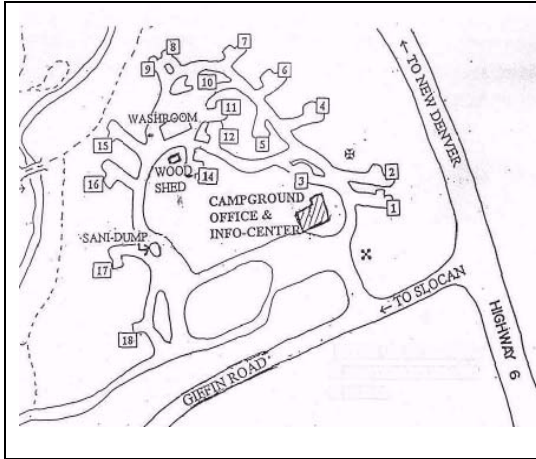 8
7
9
6
10
← TO NEW DENVER
11
4
WASHROOM
12
5
15
WOOD
SHED
14
16
3
2
CAMPGROUND
OFFICE &
INFO-CENTER
1
SANI-DUMP
17
← TO SLOCAN
HIGHWAY 6
18
GIFFIN ROAD